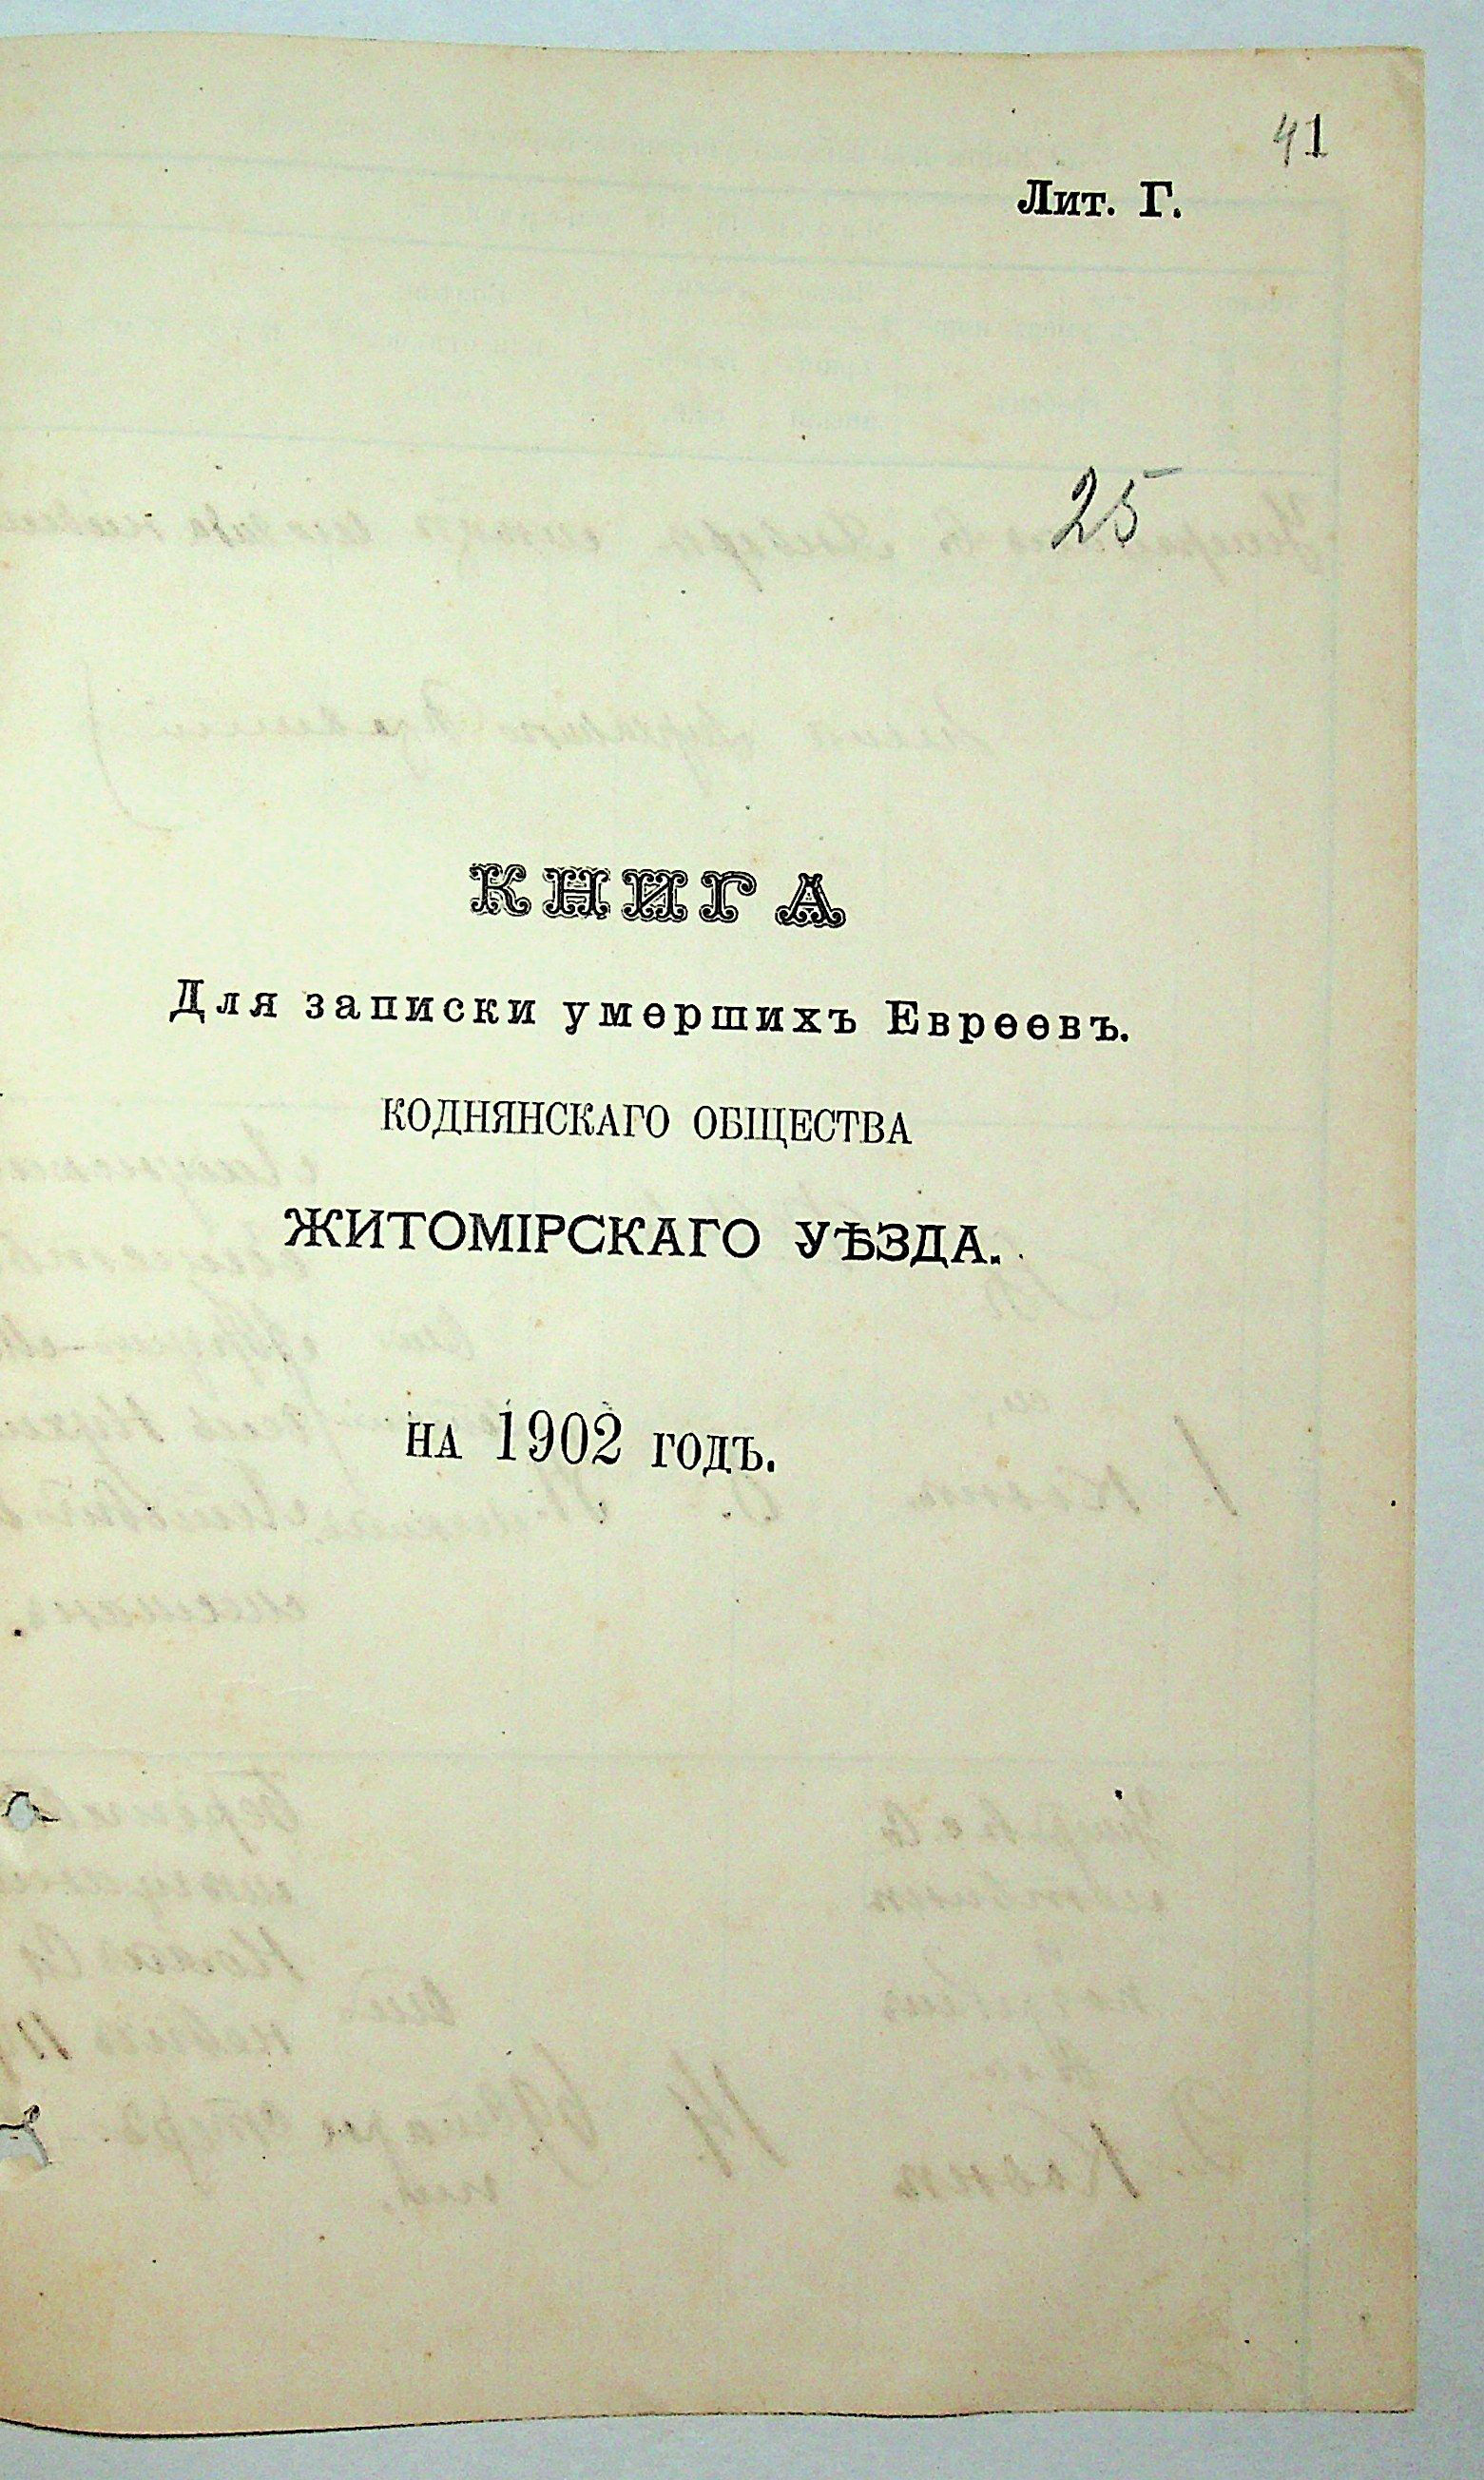 41
Лит. Г.
25
КНИГА
Для записки умершихъ Евреевъ.
КОДНЯНСКАГО ОБЩЕСТВА
ЖИТОМІРСКАГО УѢЗДА.
НА 1902 ГОДЪ.